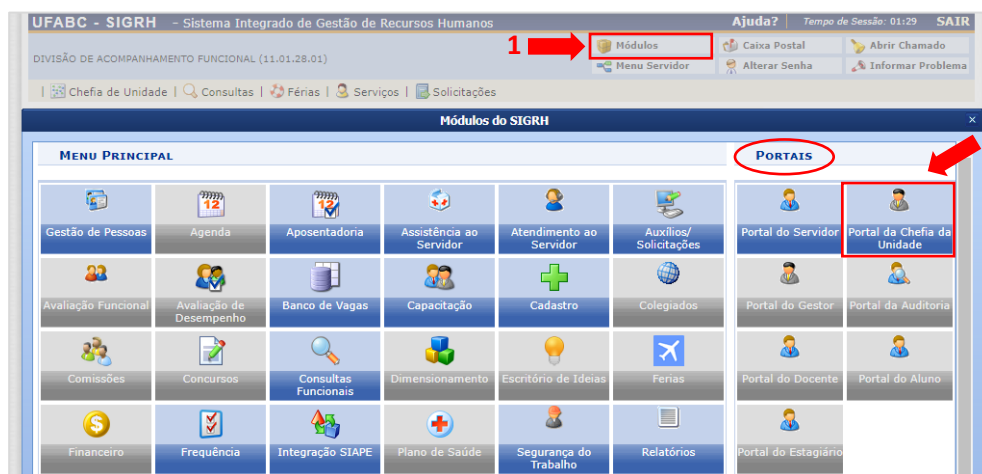 UFABC - SIGRH - Sistema Integrado de Gestão de Recursos Humanos
Ajuda? Tempo de Sessão: 01:29 SAIR
DIVISÃO DE ACOMPANHAMENTO FUNCIONAL (11.01.28.01)
1
Módulos Caixa Postal Abrir Chamado
Menu Servidor Alterar Senha Informar Problema
| Chefia de Unidade | Consultas | Férias | Serviços | Solicitações
Módulos do SIGRH ×
MENU PRINCIPAL
PORTAIS
12 12
Gestão de Pessoas
Agenda
Aposentadoria
Assistência ao
Servidor
Atendimento ao
Servidor
Auxílios/
Solicitações
Portal do Servidor
Portal da Chefia da
Unidade
Avaliação Funcional
Avaliação de
Desempenho
Banco de Vagas
Capacitação
Cadastro
Colegiados
Portal do Gestor
Portal da Auditoria
Comissões
Concursos
Consultas
Funcionais
Dimensionamento
Escritório de Ideias
Ferias
Portal do Docente
Portal do Aluno
Financeiro
Frequência
Integração SIAPE
Plano de Saúde
Segurança do
Trabalho
Relatórios
Portal do Estagiário